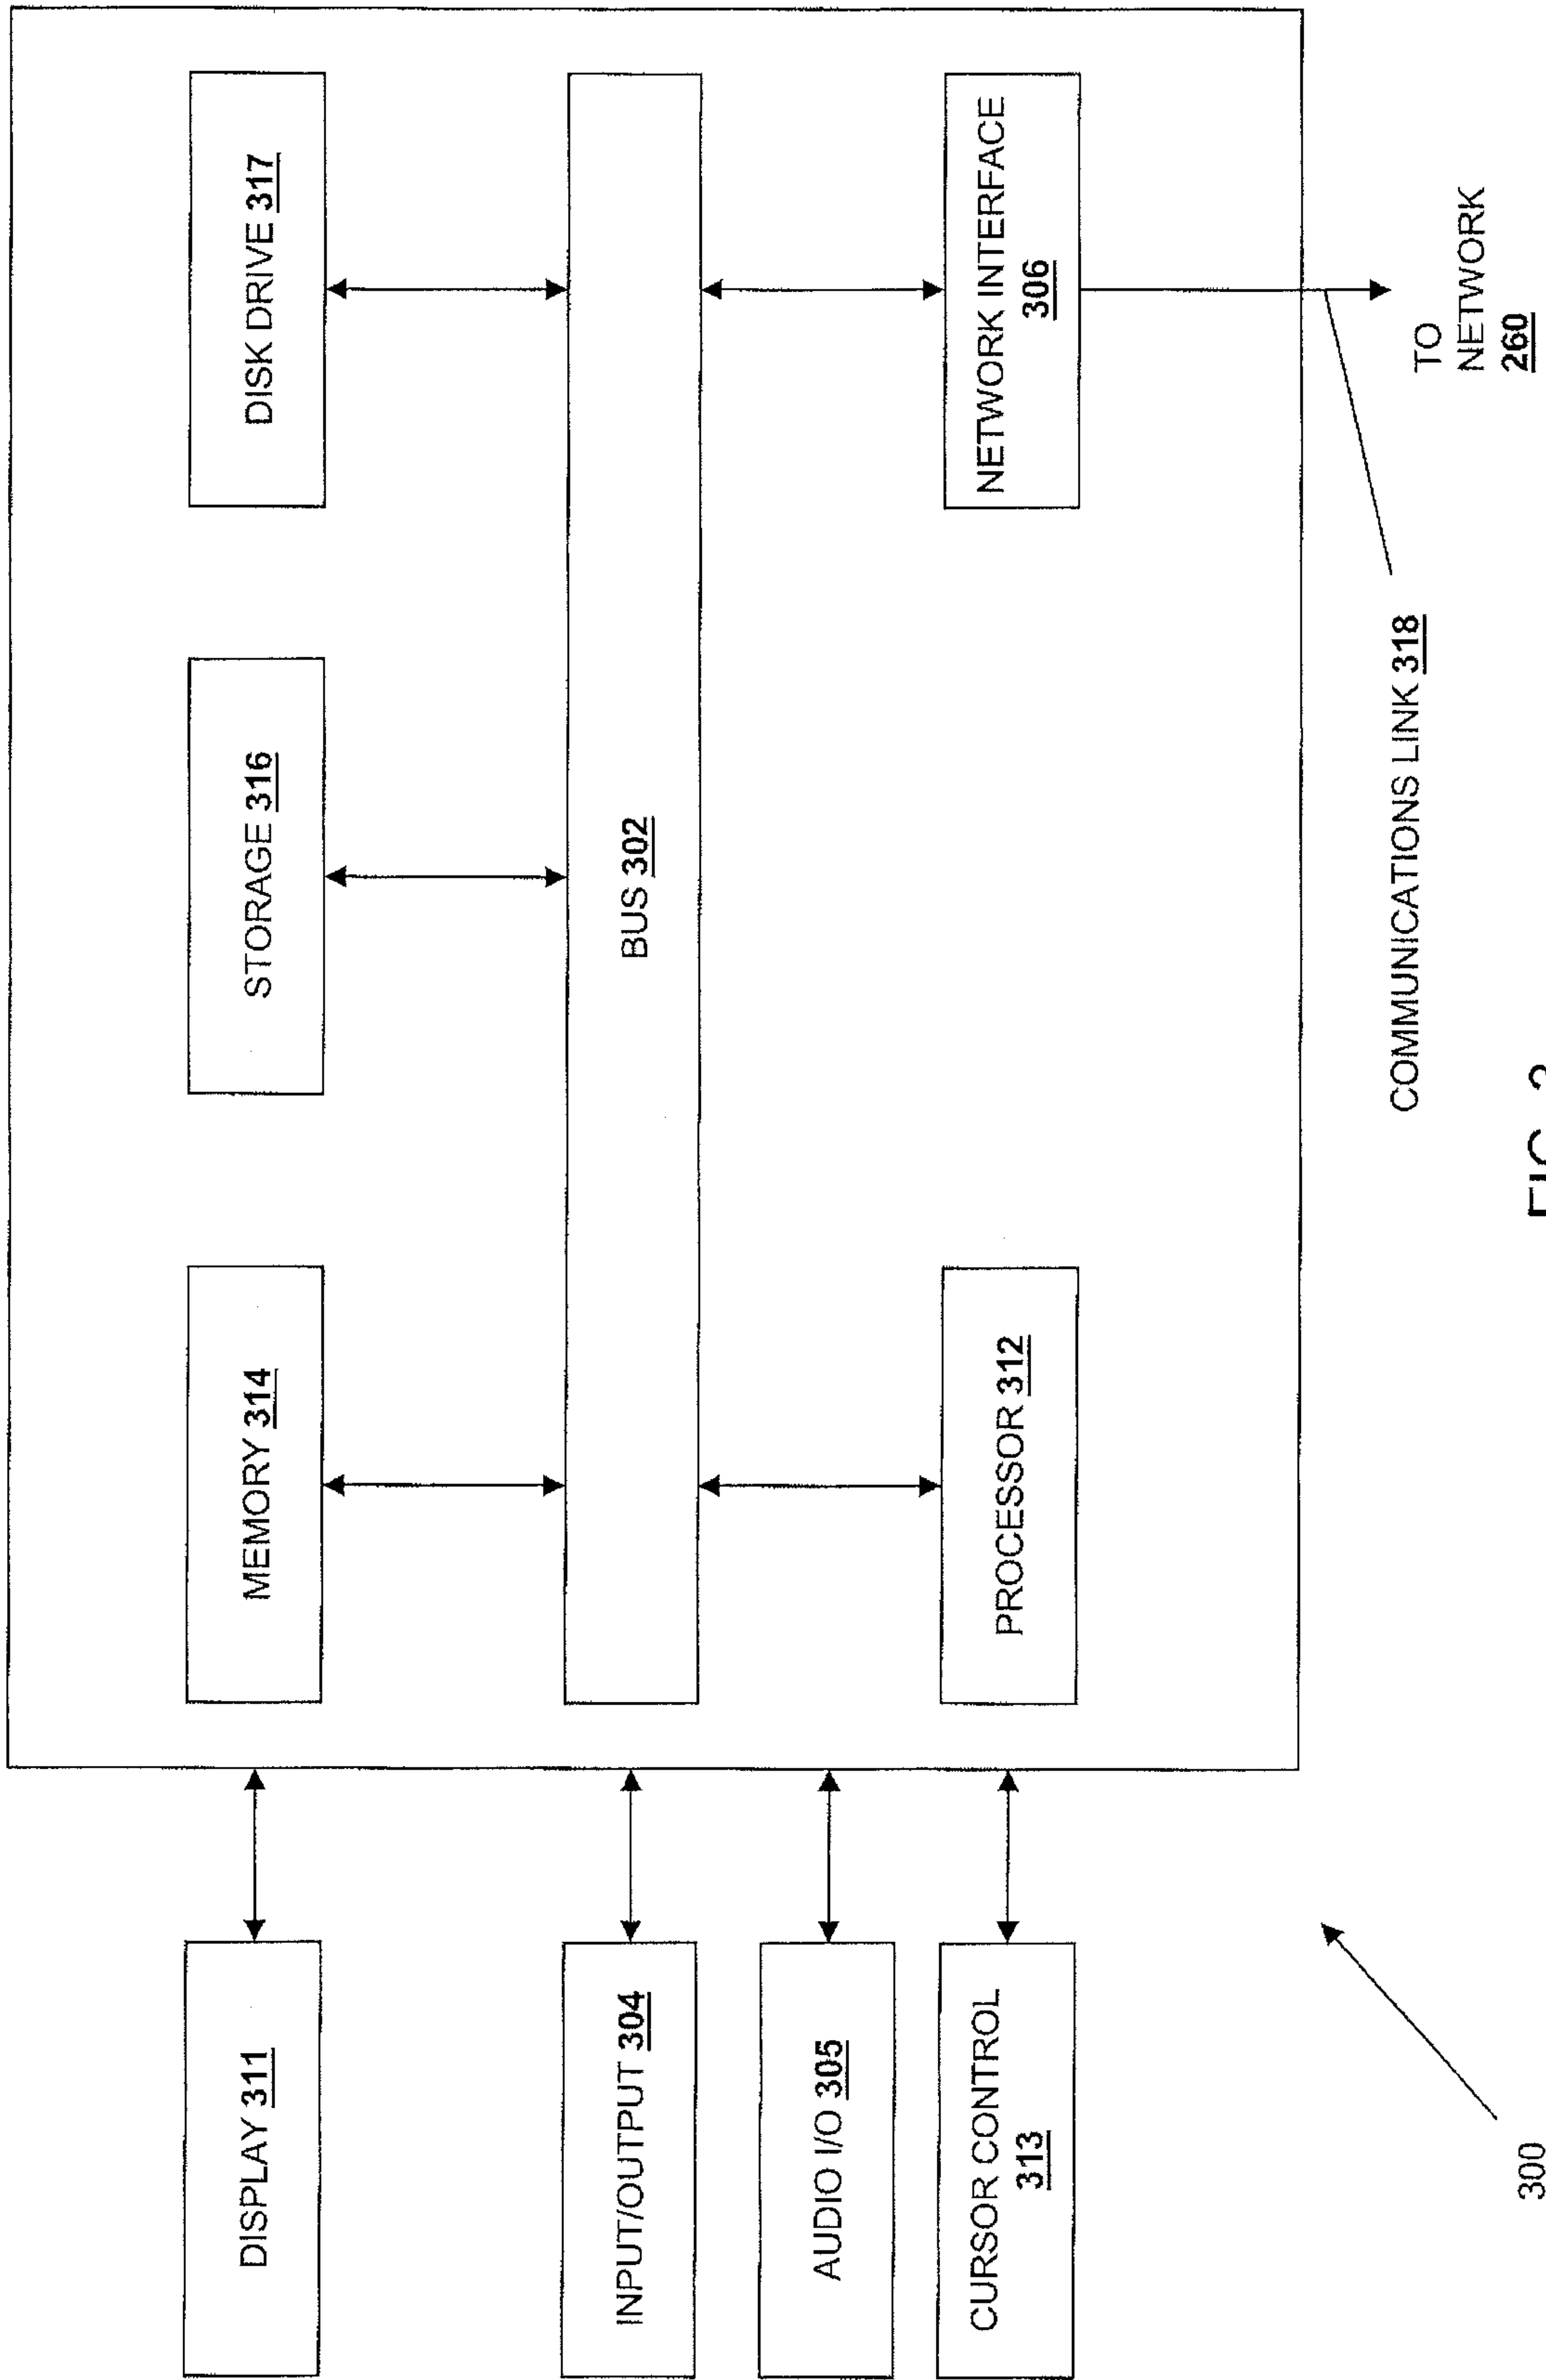 DISPLAY 311
INPUT/OUTPUT 304
AUDIO I/O 305
CURSOR CONTROL
313
MEMORY 314
STORAGE 316
DISK DRIVE 317
BUS 302
PROCESSOR 312
NETWORK INTERFACE
306
COMMUNICATIONS LINK 318
TO
NETWORK
260
300